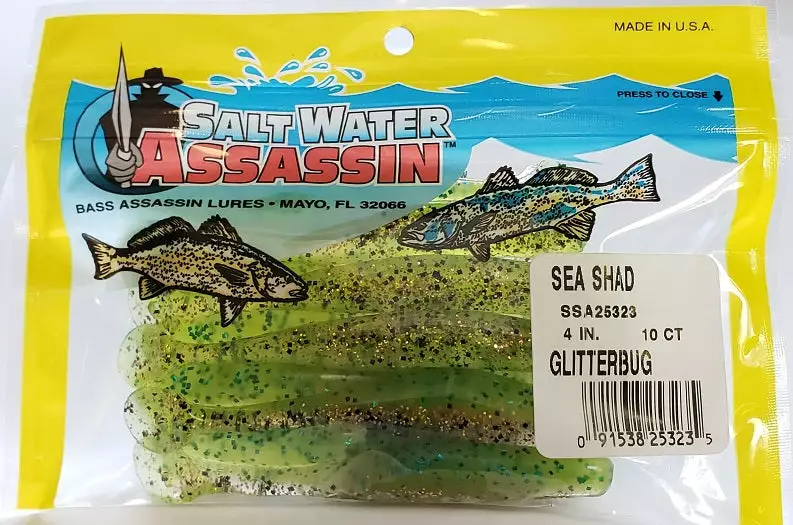 MADE IN U.S.A.
PRESS TO CLOSE
SALT WATER
ASSASSIN™
BASS ASSASSIN LURES • MAYO, FL 32066
SEA SHAD
SSA25323
4 IN. 10 CT
GLITTERBUG
0 91538 25323 5